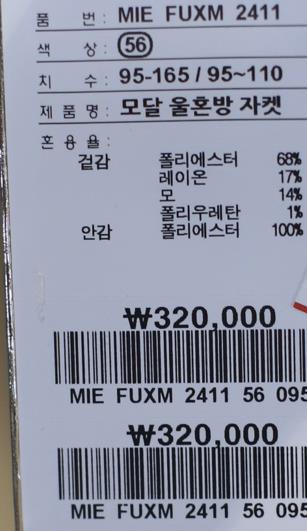 품 번: MIE FUXM 2411
색 상: 56
치 수: 95-165 / 95~110
제 품 명: 모달 울혼방 자켓
혼 용 율:
겉감 폴리에스터 68%
레이온 17%
모 14%
폴리우레탄 1%
안감 폴리에스터 100%
₩320,000
MIE FUXM 2411 56 095
₩320,000
MIE FUXM 2411 56 095